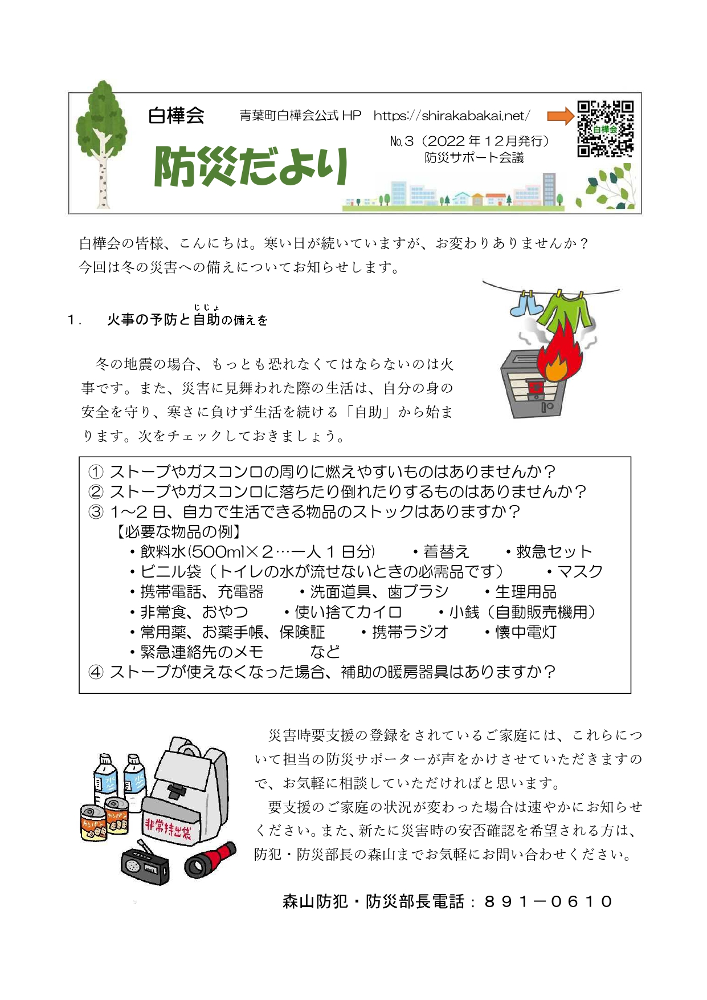 白樺会　青葉町白樺会公式 HP　https://shirakabakai.net/
白樺会
№3（2022 年 12月発行）
防災だより
防災サポート会議
白樺会の皆様、こんにちは。寒い日が続いていますが、お変わりありませんか？
今回は冬の災害への備えについてお知らせします。
じじょ
1.　火事の予防と自助の備えを
冬の地震の場合、もっとも恐れなくてはならないのは火
事です。また、災害に見舞われた際の生活は、自分の身の
安全を守り、寒さに負けず生活を続ける「自助」から始ま
ります。次をチェックしておきましょう。
① ストーブやガスコンロの周りに燃えやすいものはありませんか？
② ストーブやガスコンロに落ちたり倒れたりするものはありませんか？
③ 1～2 日、自力で生活できる物品のストックはありますか？
【必要な物品の例】
・飲料水(500ml×２…一人 1 日分)　・着替え　・救急セット
・ビニル袋（トイレの水が流せないときの必需品です）　・マスク
・携帯電話、充電器　・洗面道具、歯ブラシ　・生理用品
・非常食、おやつ　・使い捨てカイロ　・小銭（自動販売機用）
・常用薬、お薬手帳、保険証　・携帯ラジオ　・懐中電灯
・緊急連絡先のメモ　など
④ ストーブが使えなくなった場合、補助の暖房器具はありますか？
災害時要支援の登録をされているご家庭には、これらにつ
いて担当の防災サポーターが声をかけさせていただきますの
で、お気軽に相談していただければと思います。
要支援のご家庭の状況が変わった場合は速やかにお知らせ
ください。また、新たに災害時の安否確認を希望される方は、
防犯・防災部長の森山までお気軽にお問い合わせください。
水
水
カンパン
カンパン
非常持出袋
森山防犯・防災部長電話：８９１－０６１０